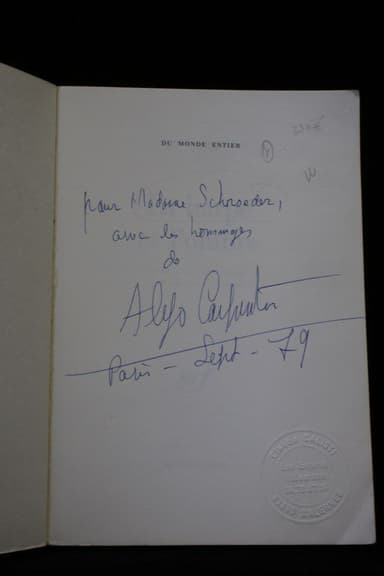 DU MONDE ENTIER
pour Madame Schroeder,
avec les hommages
de
Alejo Carpentier
Paris - Sept - 79